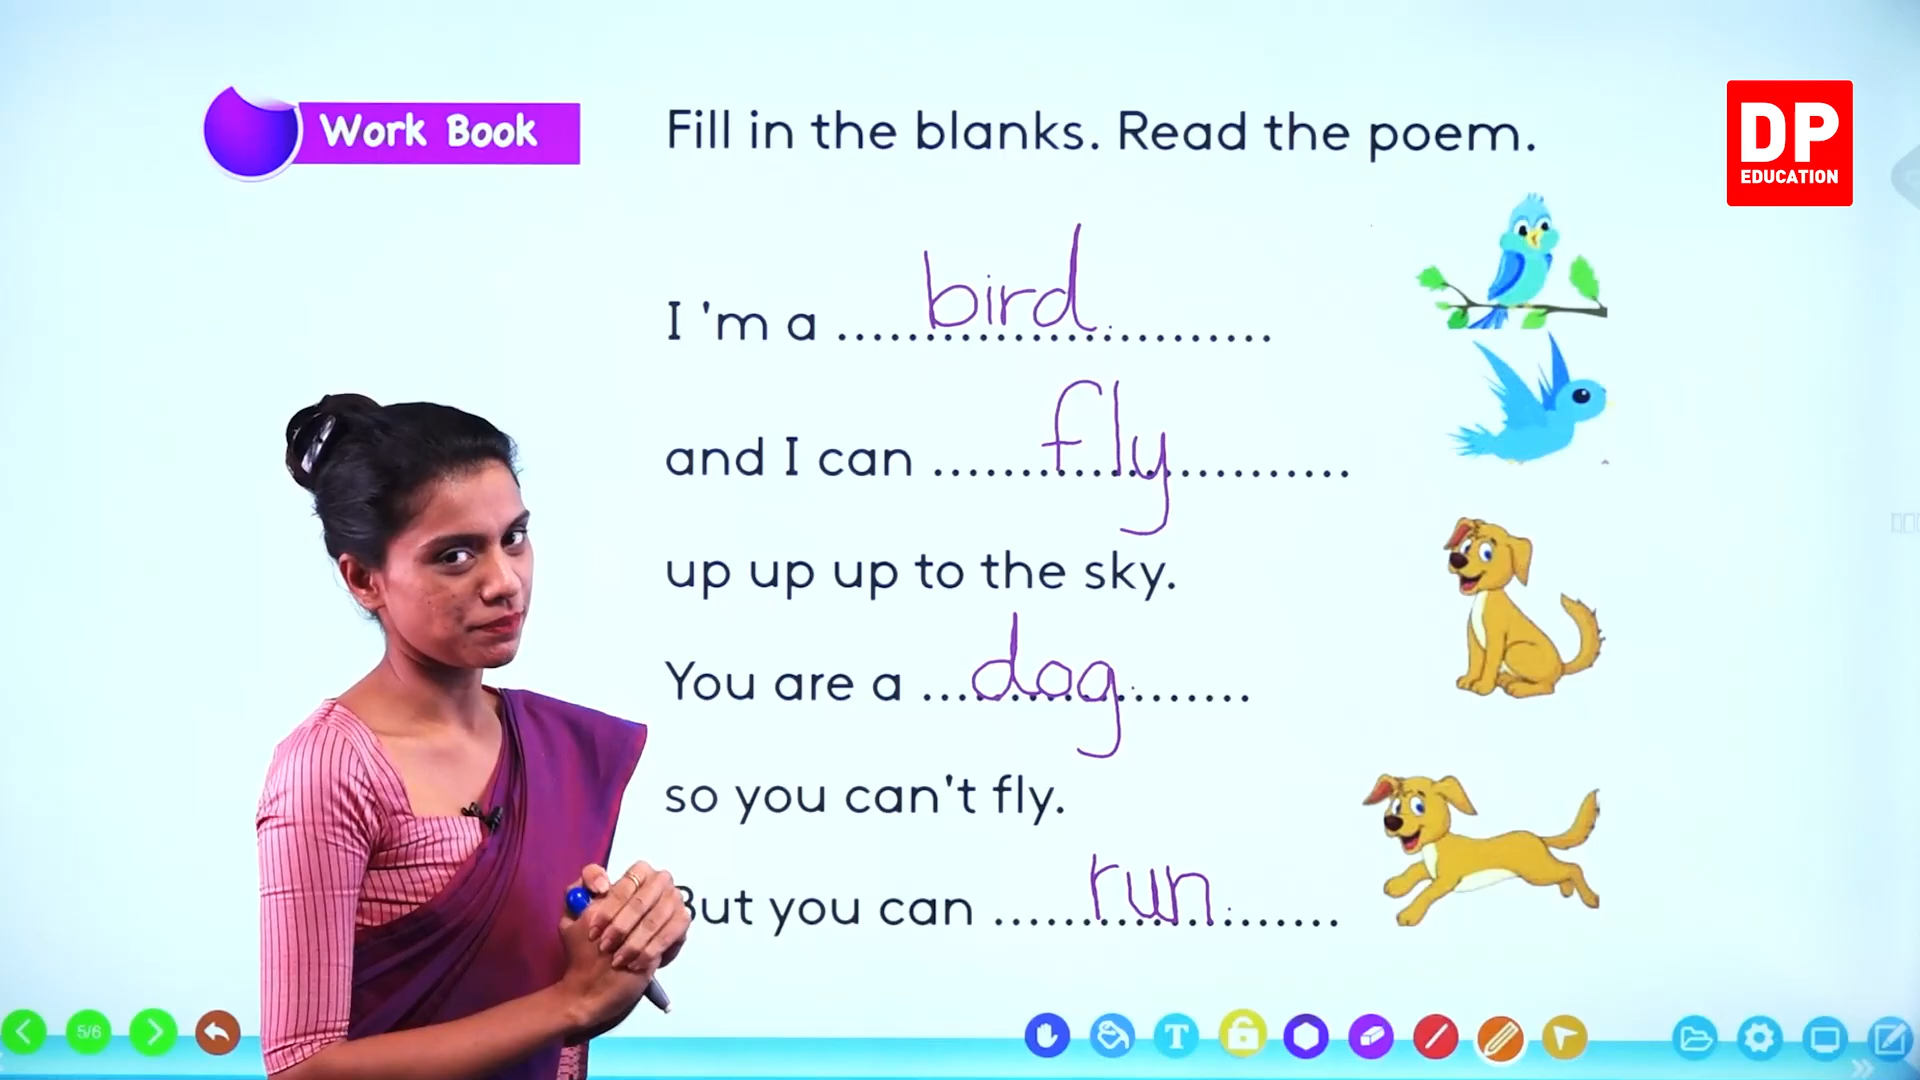 Work Book
Fill in the blanks. Read the poem.
DP
EDUCATION
I 'm a ...... bird ......
and I can ...... fly ......
up up up to the sky.
You are a ... dog ......
so you can't fly.
But you can ...... run ......
5/6
T